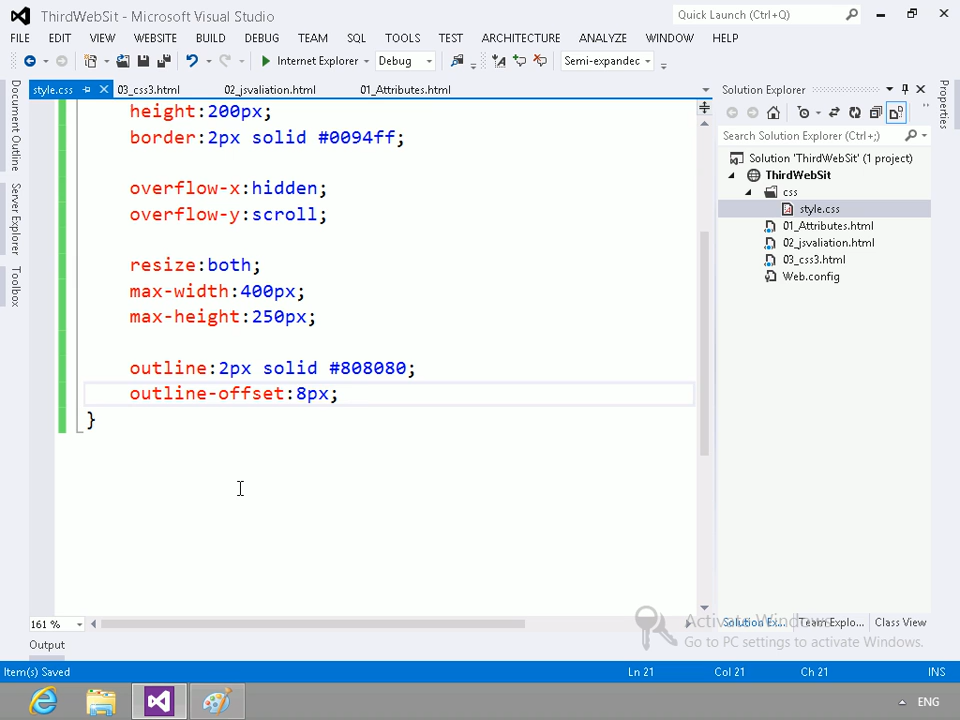 ThirdWebSit - Microsoft Visual Studio
Quick Launch (Ctrl+Q)
FILE EDIT VIEW WEBSITE BUILD DEBUG TEAM SQL TOOLS TEST ARCHITECTURE ANALYZE WINDOW HELP
Internet Explorer Debug Semi-expandec
style.css 03_css3.html 02_jsvaliation.html 01_Attributes.html
Document Outline
Server Explorer
Toolbox
height:200px;
border:2px solid #0094ff;
overflow-x:hidden;
overflow-y:scroll;
resize:both;
max-width:400px;
max-height:250px;
outline:2px solid #808080;
outline-offset:8px;
}
161 %
Solution Explorer
Search Solution Explorer (Ctrl+;)
Solution 'ThirdWebSit' (1 project)
ThirdWebSit
css
style.css
01_Attributes.html
02_jsvaliation.html
03_css3.html
Web.config
Properties
Activate Windows
Go to PC settings to activate Windows.
Solution Ex... Team Explo... Class View
Output
Item(s) Saved Ln 21 Col 21 Ch 21 INS
ENG